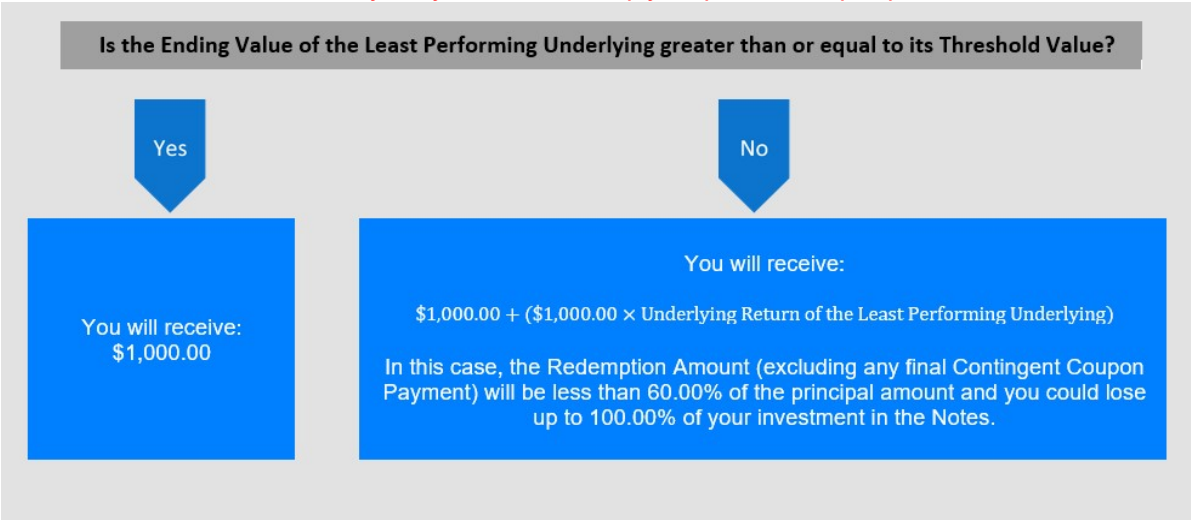 Is the Ending Value of the Least Performing Underlying greater than or equal to its Threshold Value?
Yes
No
You will receive:
$1,000.00
You will receive:
$1,000.00 + ($1,000.00 × Underlying Return of the Least Performing Underlying)
In this case, the Redemption Amount (excluding any final Contingent Coupon
Payment) will be less than 60.00% of the principal amount and you could lose
up to 100.00% of your investment in the Notes.